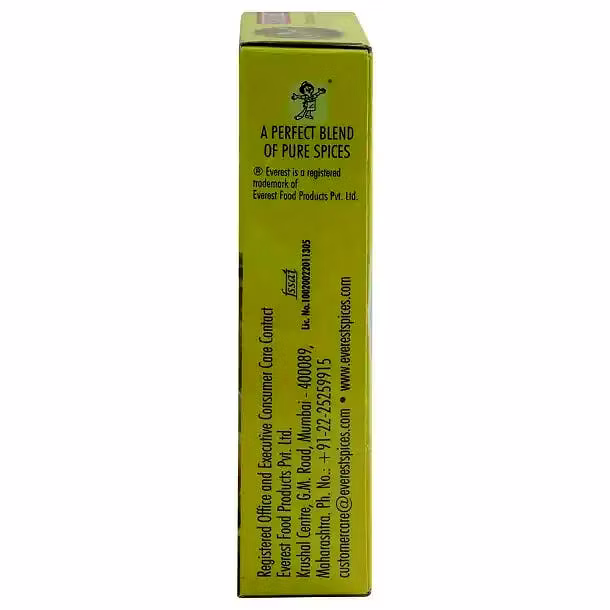 A PERFECT BLEND
OF PURE SPICES
® Everest is a registered
trademark of
Everest Food Products Pvt. Ltd.
fssai
Lic. No.10020022011305
Registered Office and Executive Consumer Care Contact
Everest Food Products Pvt. Ltd.
Krushal Centre, G.M. Road, Mumbai - 400089,
Maharashtra. Ph. No.: +91-22-25259915
customercare@everestspices.com • www.everestspices.com